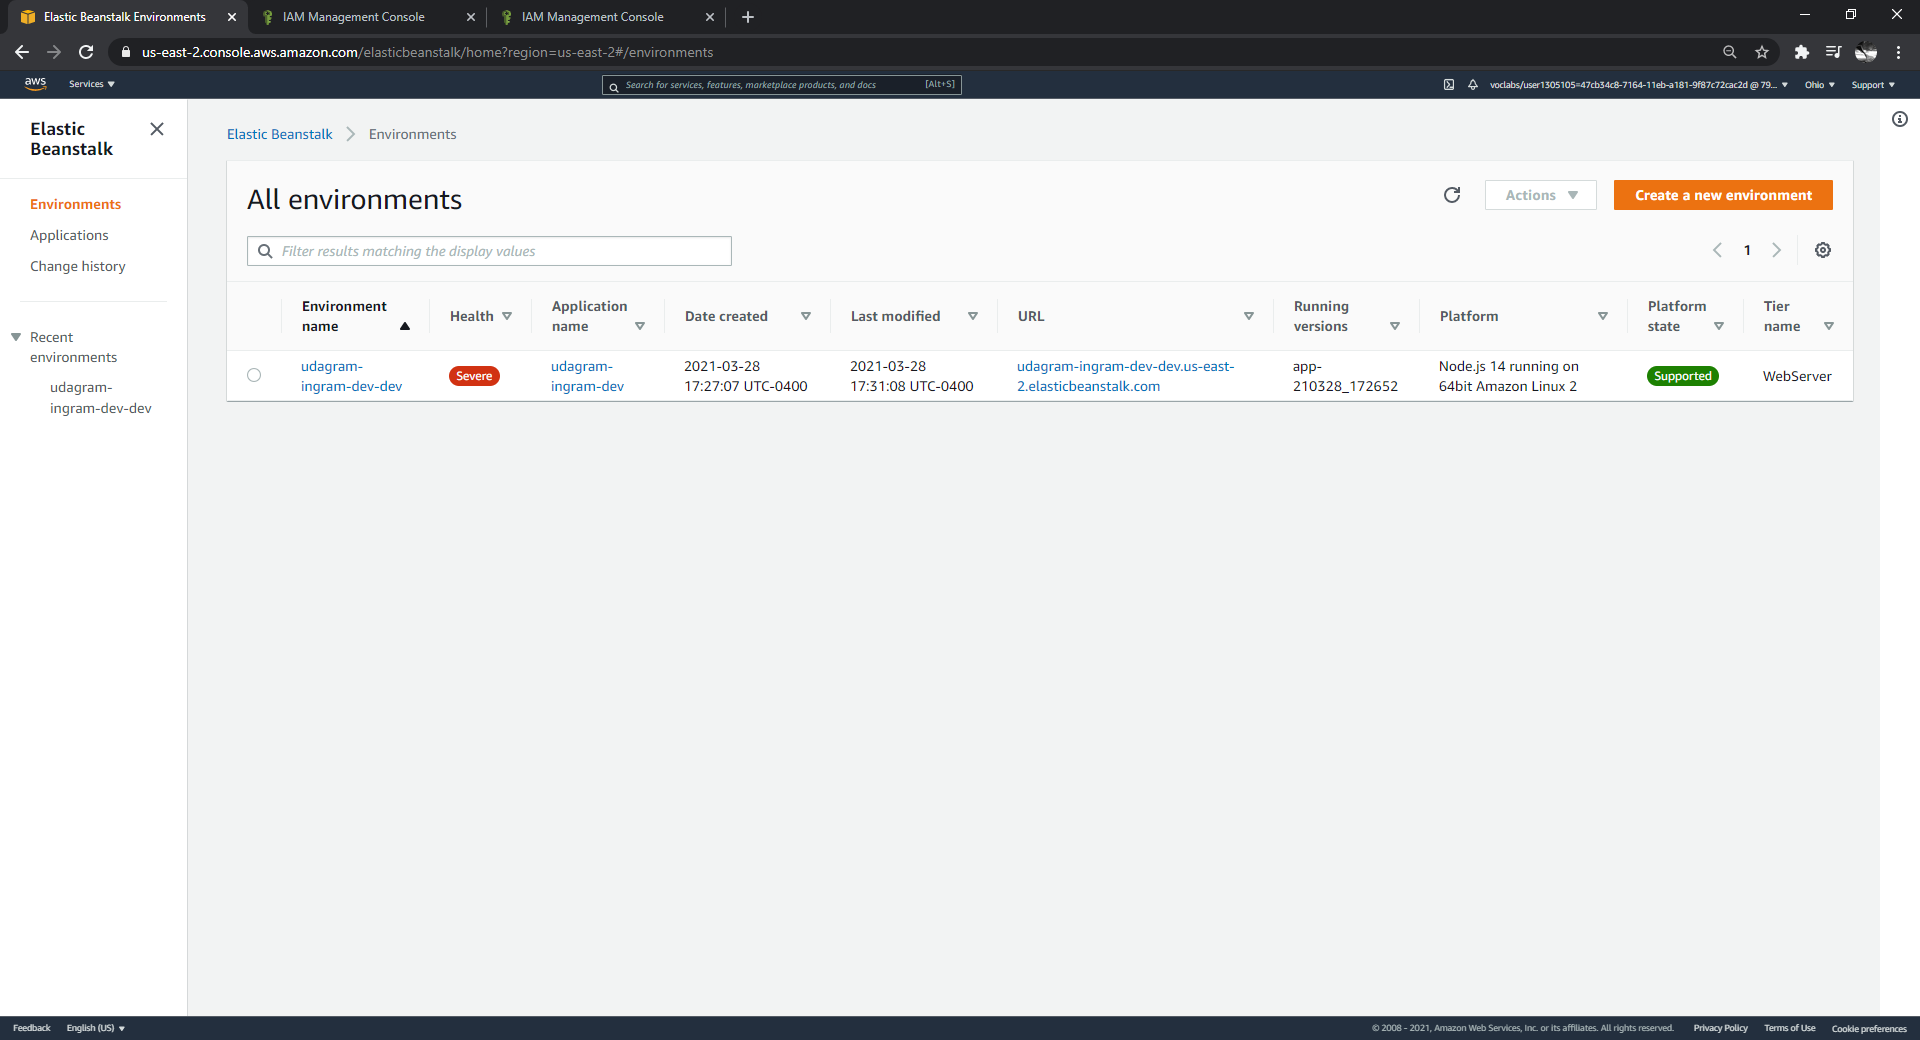 Elastic Beanstalk Environments
IAM Management Console
IAM Management Console
us-east-2.console.aws.amazon.com/elasticbeanstalk/home?region=us-east-2#/environments
aws
Services
Search for services, features, marketplace products, and docs
[Alt+S]
voclabs/user1305105=47cb34c8-7164-11eb-a181-9f87c72cac2d @ 79...
Ohio
Support
Elastic
Beanstalk
Environments
Applications
Change history
Recent
environments
udagram-
ingram-dev-dev
Elastic Beanstalk
Environments
All environments
Actions
Create a new environment
Filter results matching the display values
1
Environment
name
Health
Application
name
Date created
Last modified
URL
Running
versions
Platform
Platform
state
Tier
name
udagram-
ingram-dev-dev
Severe
udagram-
ingram-dev
2021-03-28
17:27:07 UTC-0400
2021-03-28
17:31:08 UTC-0400
udagram-ingram-dev-dev.us-east-
2.elasticbeanstalk.com
app-
210328_172652
Node.js 14 running on
64bit Amazon Linux 2
Supported
WebServer
Feedback
English (US)
© 2008 - 2021, Amazon Web Services, Inc. or its affiliates. All rights reserved.
Privacy Policy
Terms of Use
Cookie preferences